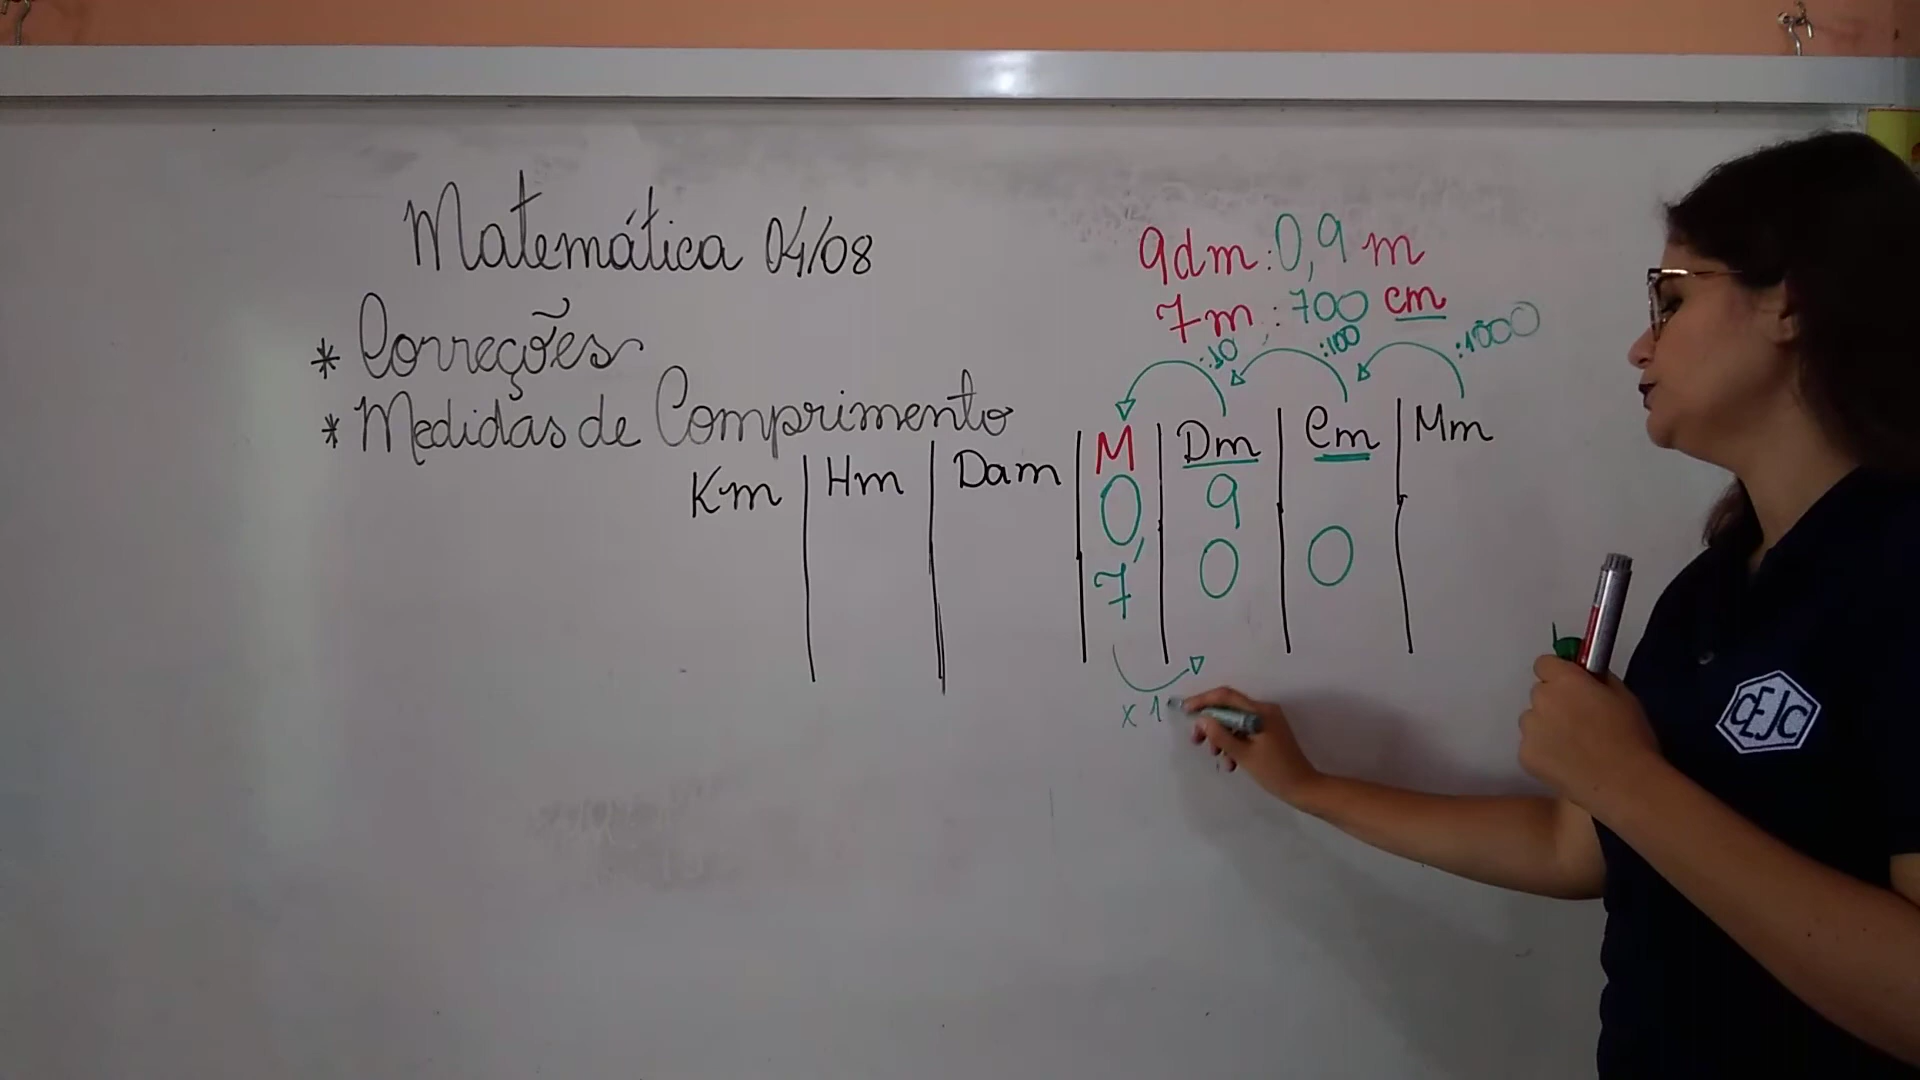 Matemática 04/08
* Correções
* Medidas de Comprimento
9dm:0,9 m
7m:700 cm
:10 :100 :1000
Km Hm Dam M Dm Cm Mm
0, 9
7 0 0
x 1
CEJC